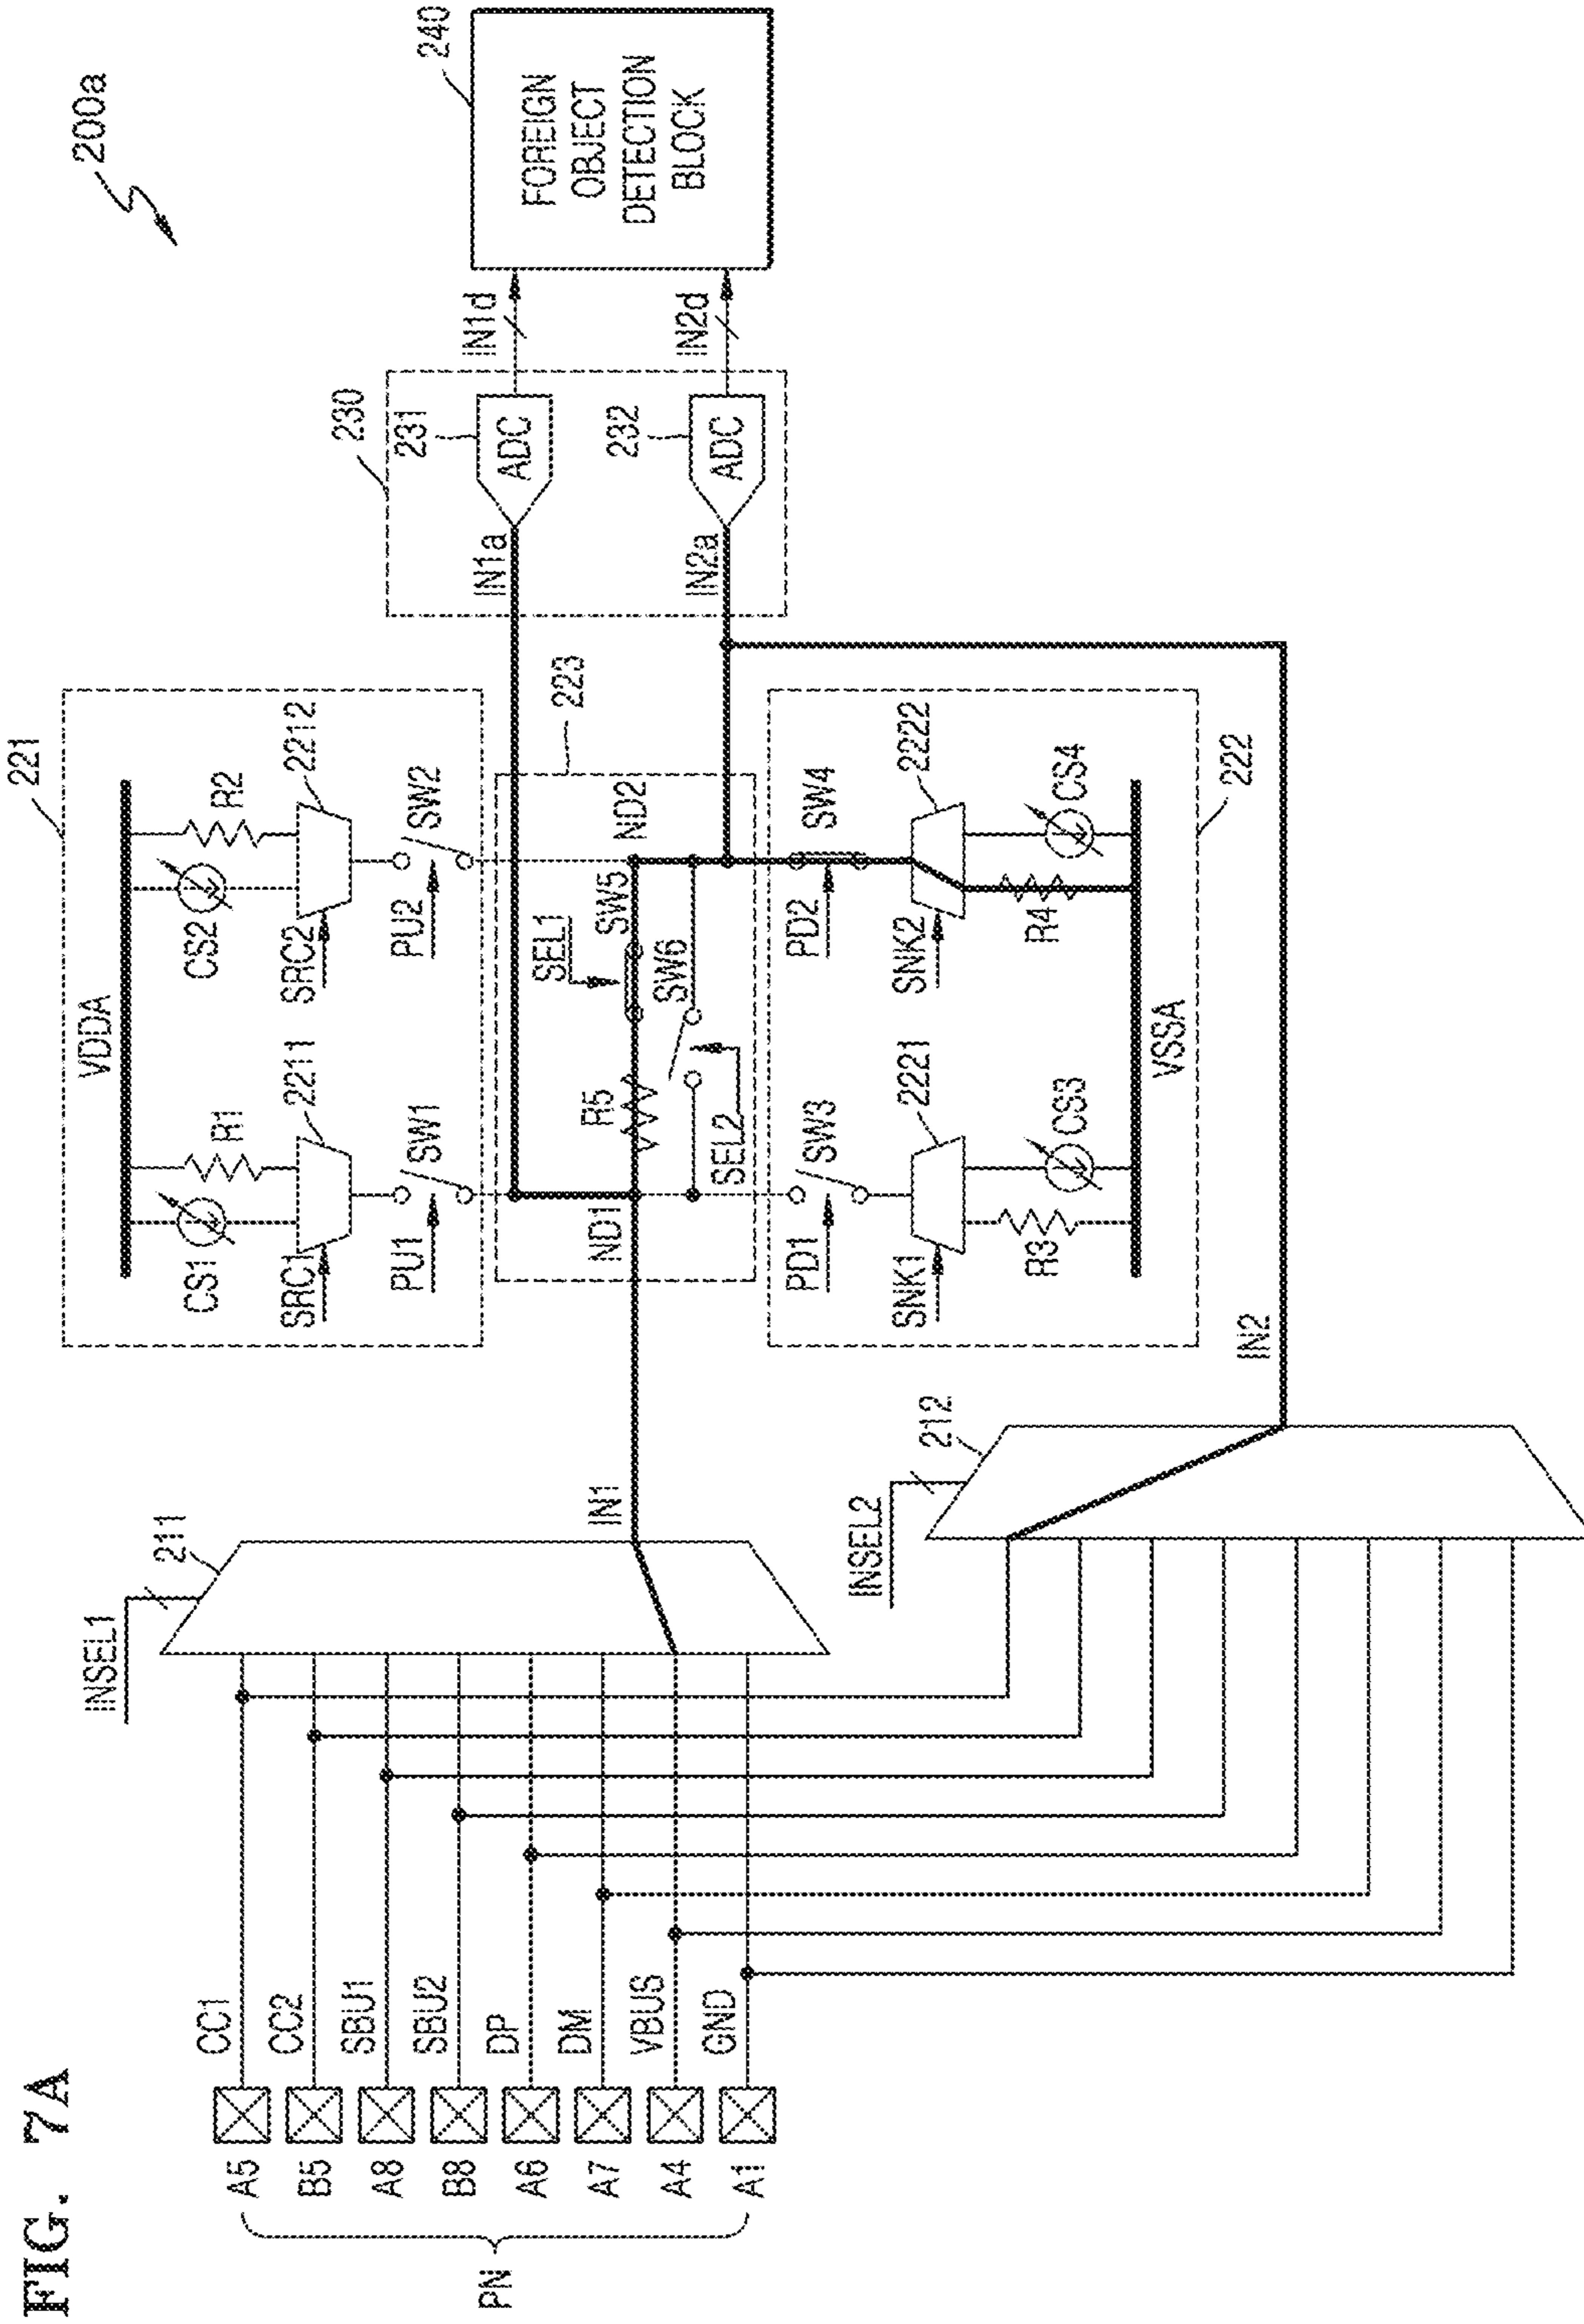 FIG. 7A
200a
221
VDDA
CS1
R1
CS2
R2
SRC1
2211
SRC2
2212
PU1
SW1
PU2
SW2
INSEL1
211
IN1
223
ND1
R5
SEL1
SW5
ND2
SW6
SEL2
230
231
ADC
IN1a
IN1d
232
ADC
IN2a
IN2d
240
FOREIGN
OBJECT
DETECTION
BLOCK
PN
A5
CC1
B5
CC2
A8
SBU1
B8
SBU2
A6
DP
A7
DM
A4
VBUS
A1
GND
PD1
SW3
PD2
SW4
SNK1
2221
SNK2
2222
R3
CS3
R4
CS4
VSSA
222
INSEL2
212
IN2